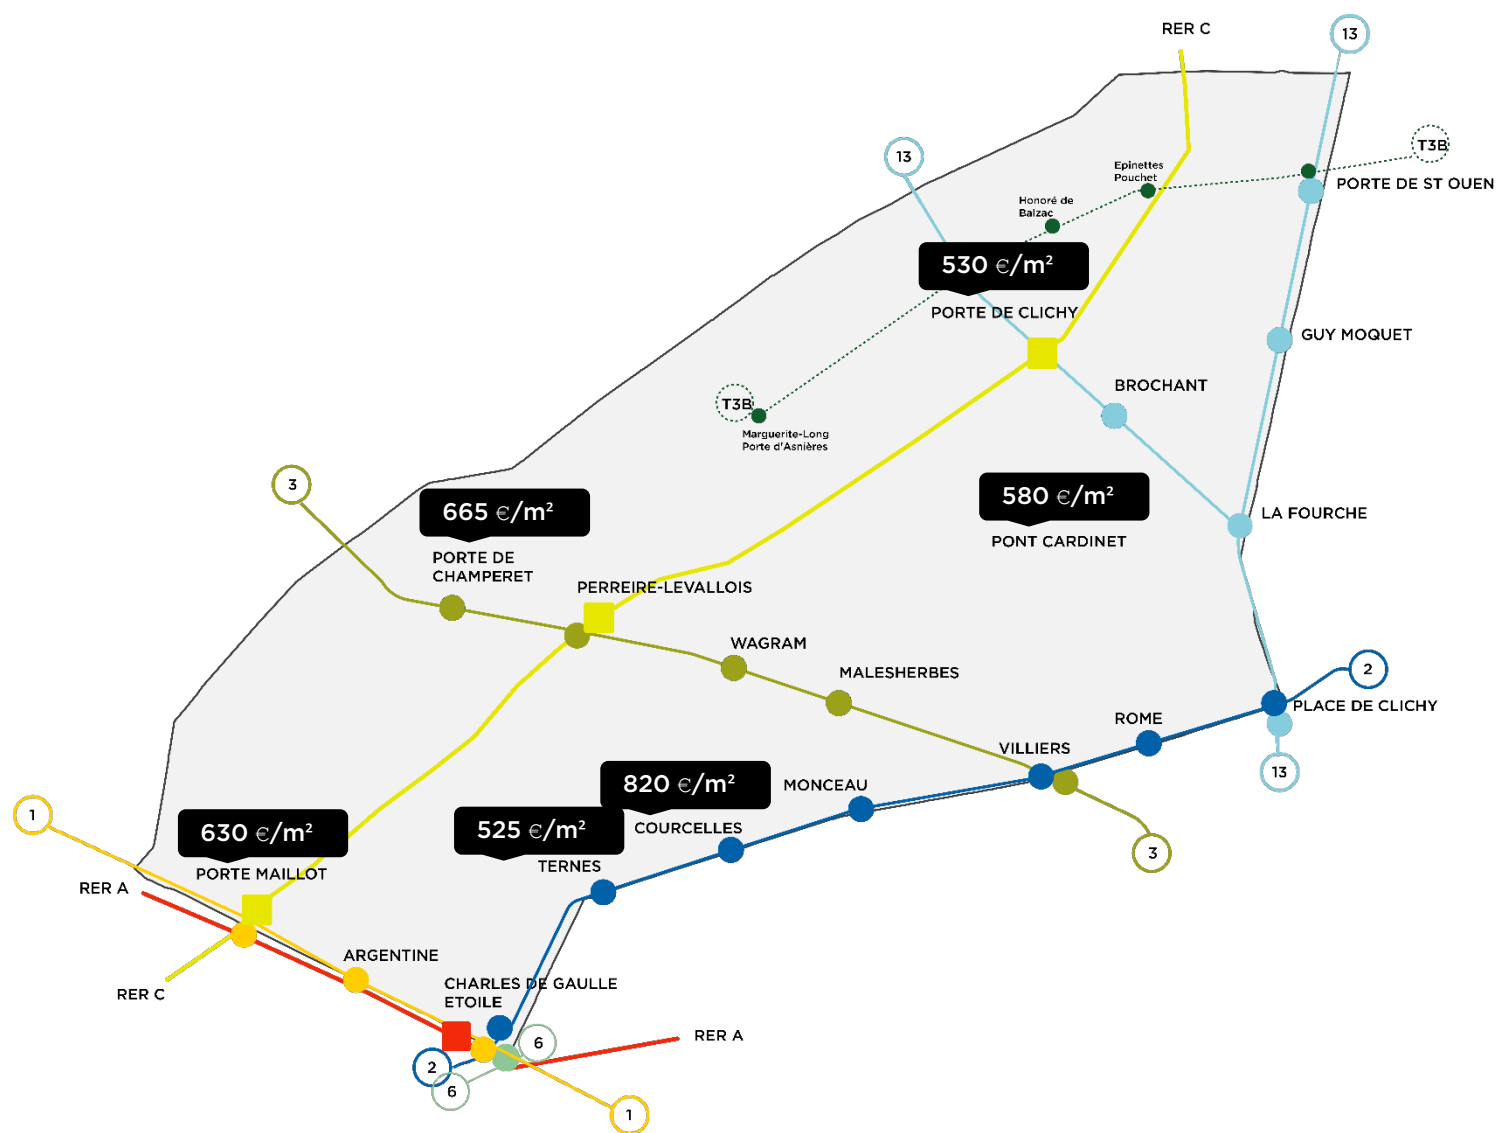 RER C
13
13
T3B
Epinettes
Pouchet
PORTE DE ST OUEN
Honoré de
Balzac
530 €/m²
PORTE DE CLICHY
GUY MOQUET
BROCHANT
T3B
Marguerite-Long
Porte d'Asnières
3
665 €/m²
580 €/m²
LA FOURCHE
PONT CARDINET
PORTE DE
CHAMPERET
PERREIRE-LEVALLOIS
WAGRAM
MALESHERBES
2
PLACE DE CLICHY
ROME
VILLIERS
13
820 €/m²
MONCEAU
1
630 €/m²
525 €/m²
COURCELLES
3
TERNES
PORTE MAILLOT
RER A
ARGENTINE
RER C
CHARLES DE GAULLE
ETOILE
RER A
6
2
6
1